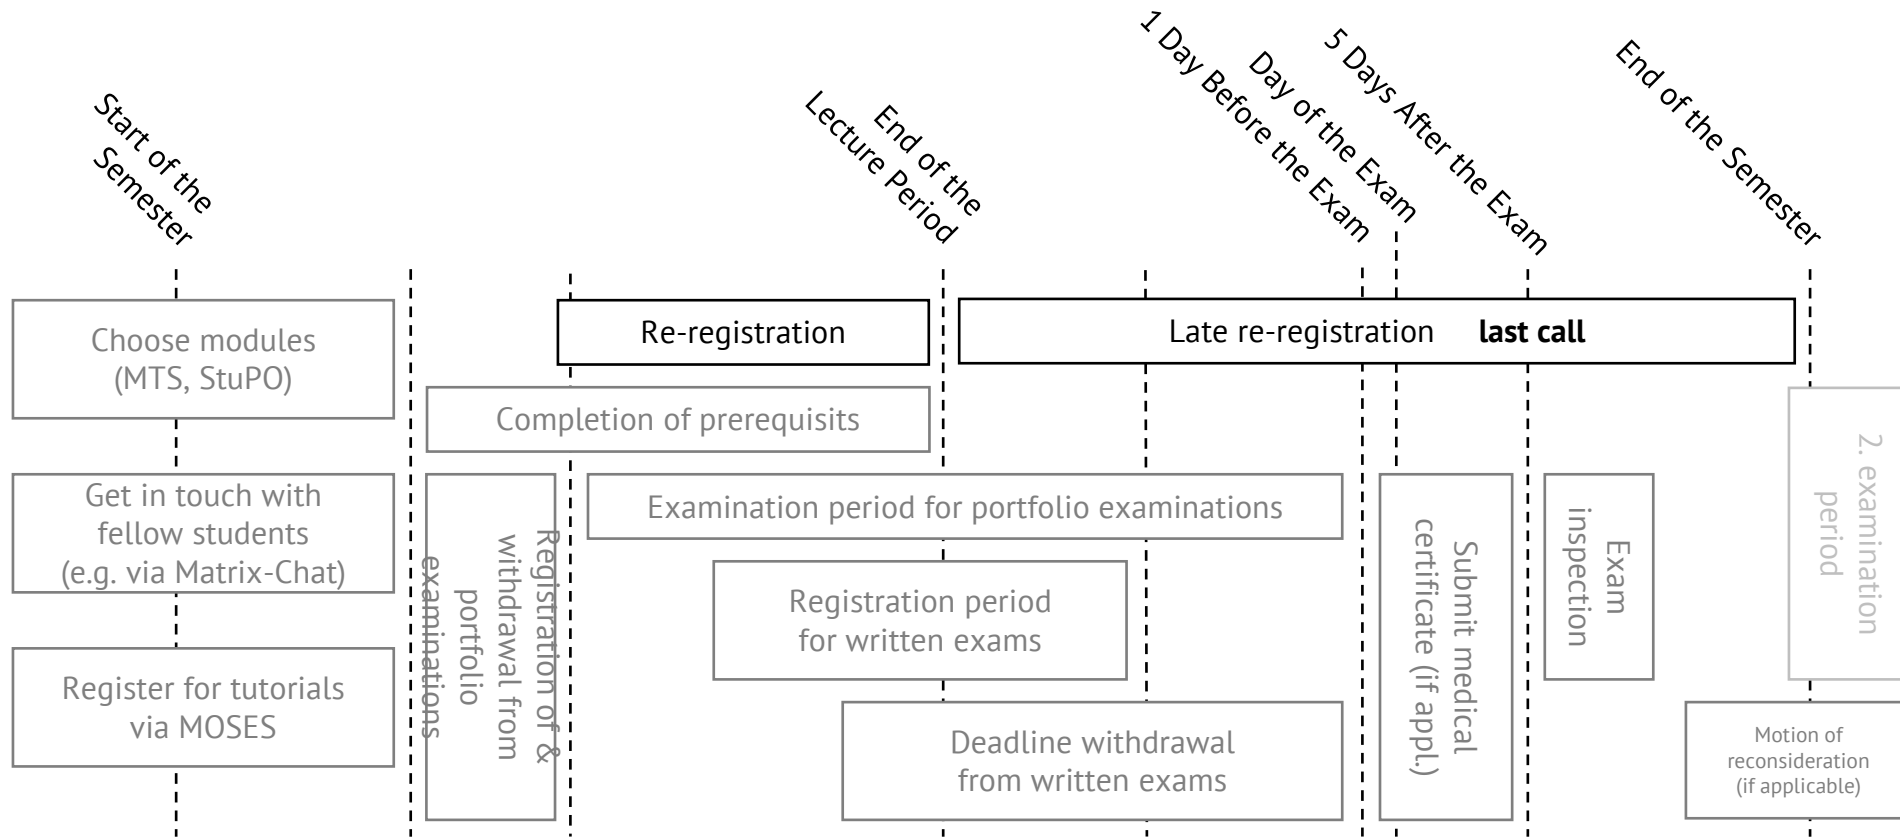 Start of the
Semester
End of the
Lecture Period
1 Day Before the Exam
Day of the Exam
5 Days After the Exam
End of the Semester
Choose modules
(MTS, StuPO)
Re-registration
Late re-registration last call
Completion of prerequisits
Get in touch with
fellow students
(e.g. via Matrix-Chat)
Registration of &
withdrawal from
portfolio
examinations
Examination period for portfolio examinations
Registration period
for written exams
Submit medical
certificate (if appl.)
Exam
inspection
2. examination
period
Register for tutorials
via MOSES
Deadline withdrawal
from written exams
Motion of
reconsideration
(if applicable)